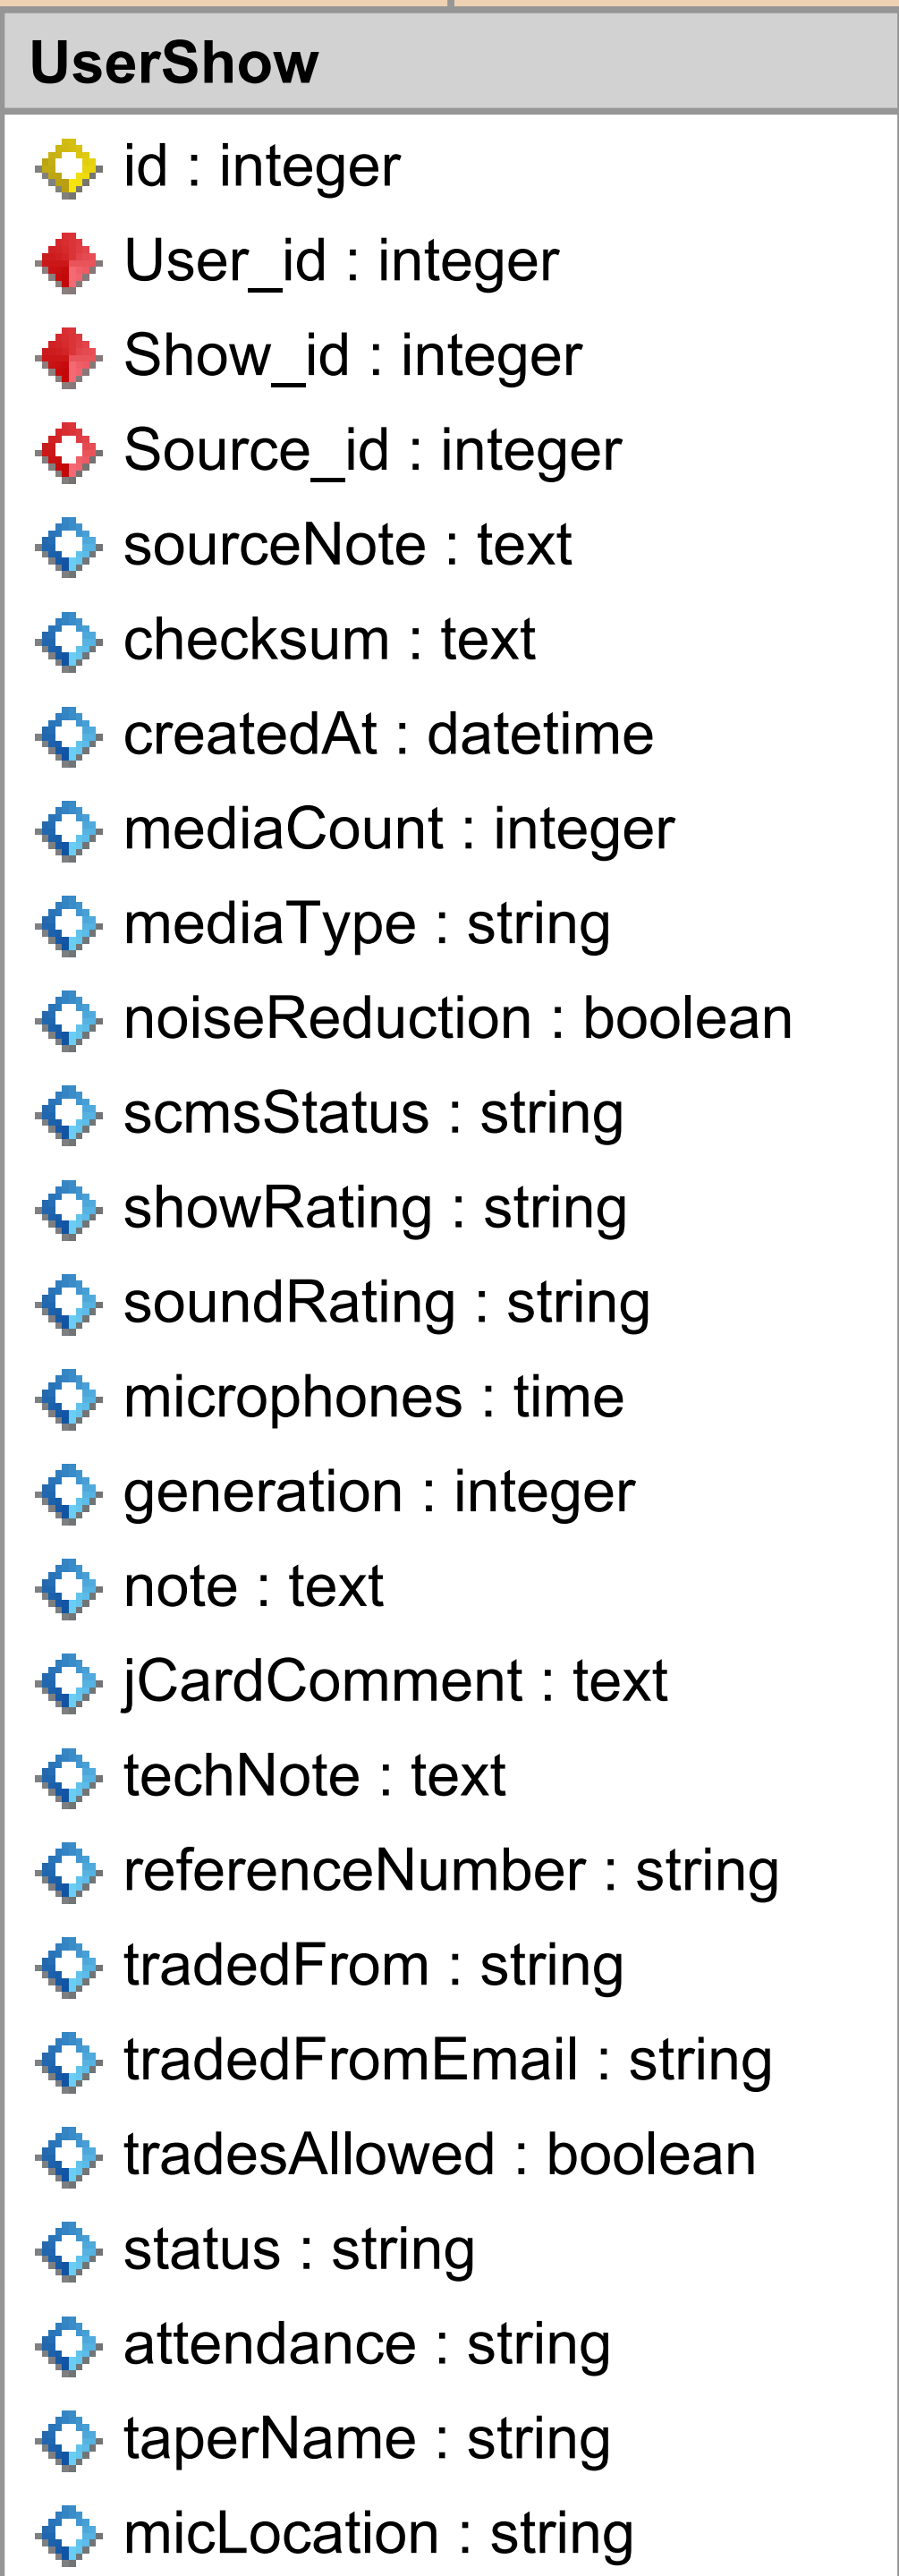 UserShow
id : integer
User_id : integer
Show_id : integer
Source_id : integer
sourceNote : text
checksum : text
createdAt : datetime
mediaCount : integer
mediaType : string
noiseReduction : boolean
scmsStatus : string
showRating : string
soundRating : string
microphones : time
generation : integer
note : text
jCardComment : text
techNote : text
referenceNumber : string
tradedFrom : string
tradedFromEmail : string
tradesAllowed : boolean
status : string
attendance : string
taperName : string
micLocation : string